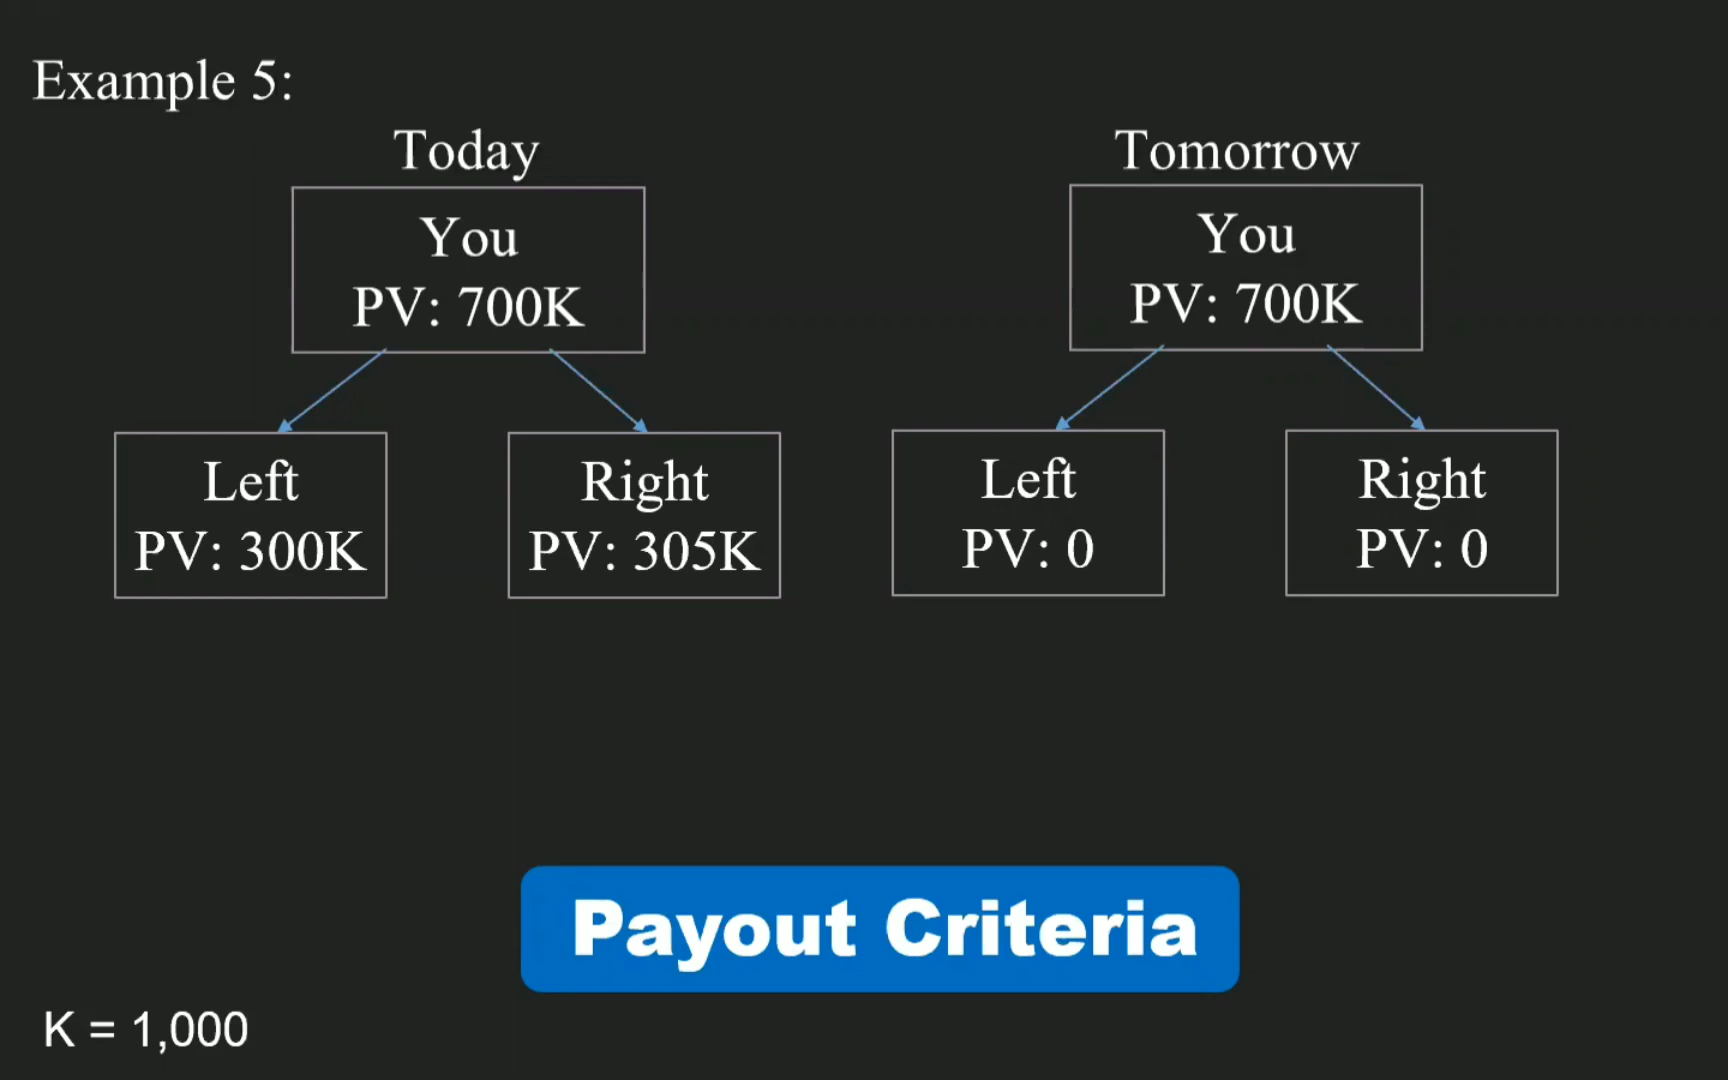 Example 5:
Today
You
PV: 700K
Left
PV: 300K
Right
PV: 305K
Tomorrow
You
PV: 700K
Left
PV: 0
Right
PV: 0
Payout Criteria
K = 1,000